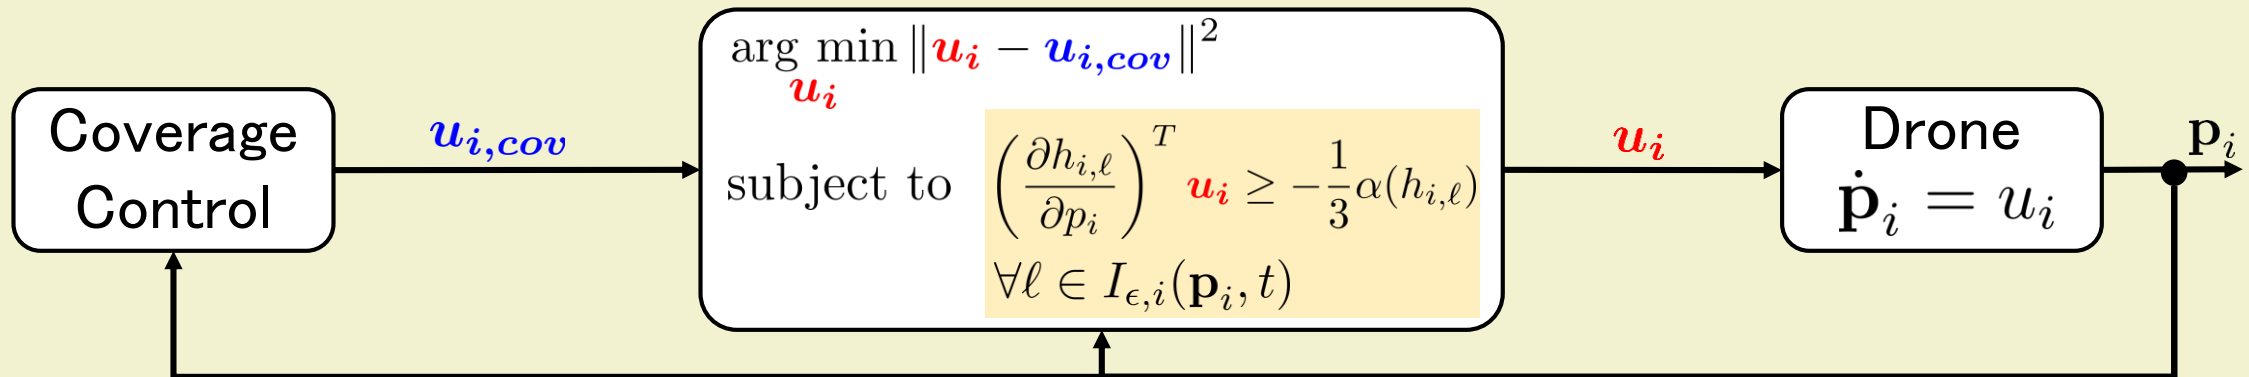 Coverage
Control
u_{i,cov}
arg min ‖u_i − u_{i,cov}‖²
u_i
subject to (∂h_{i,ℓ}/∂p_i)^T u_i ≥ −1/3 α(h_{i,ℓ})
∀ℓ ∈ I_{ϵ,i}(p_i, t)
u_i
Drone
ṗ_i = u_i
p_i